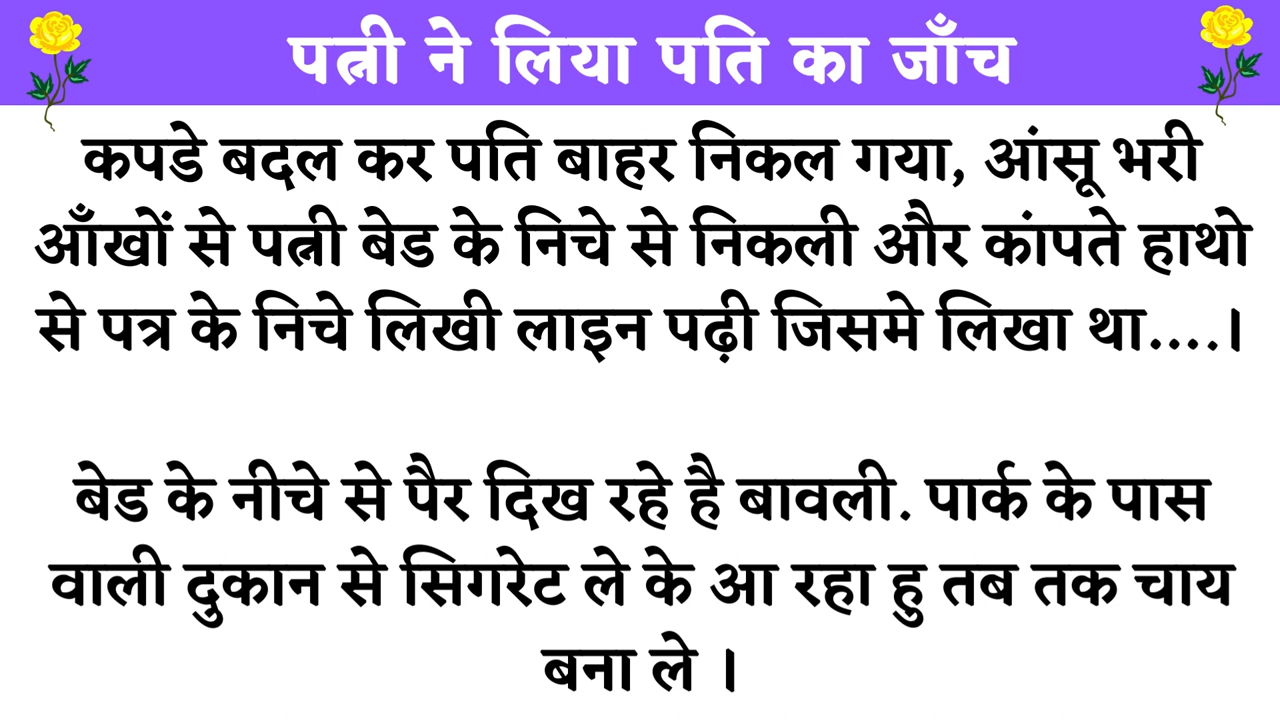 पत्नी ने लिया पति का जाँच
कपडे बदल कर पति बाहर निकल गया, आंसू भरी
आँखों से पत्नी बेड के निचे से निकली और कांपते हाथो
से पत्र के निचे लिखी लाइन पढ़ी जिसमे लिखा था....।
बेड के नीचे से पैर दिख रहे है बावली. पार्क के पास
वाली दुकान से सिगरेट ले के आ रहा हु तब तक चाय
बना ले ।